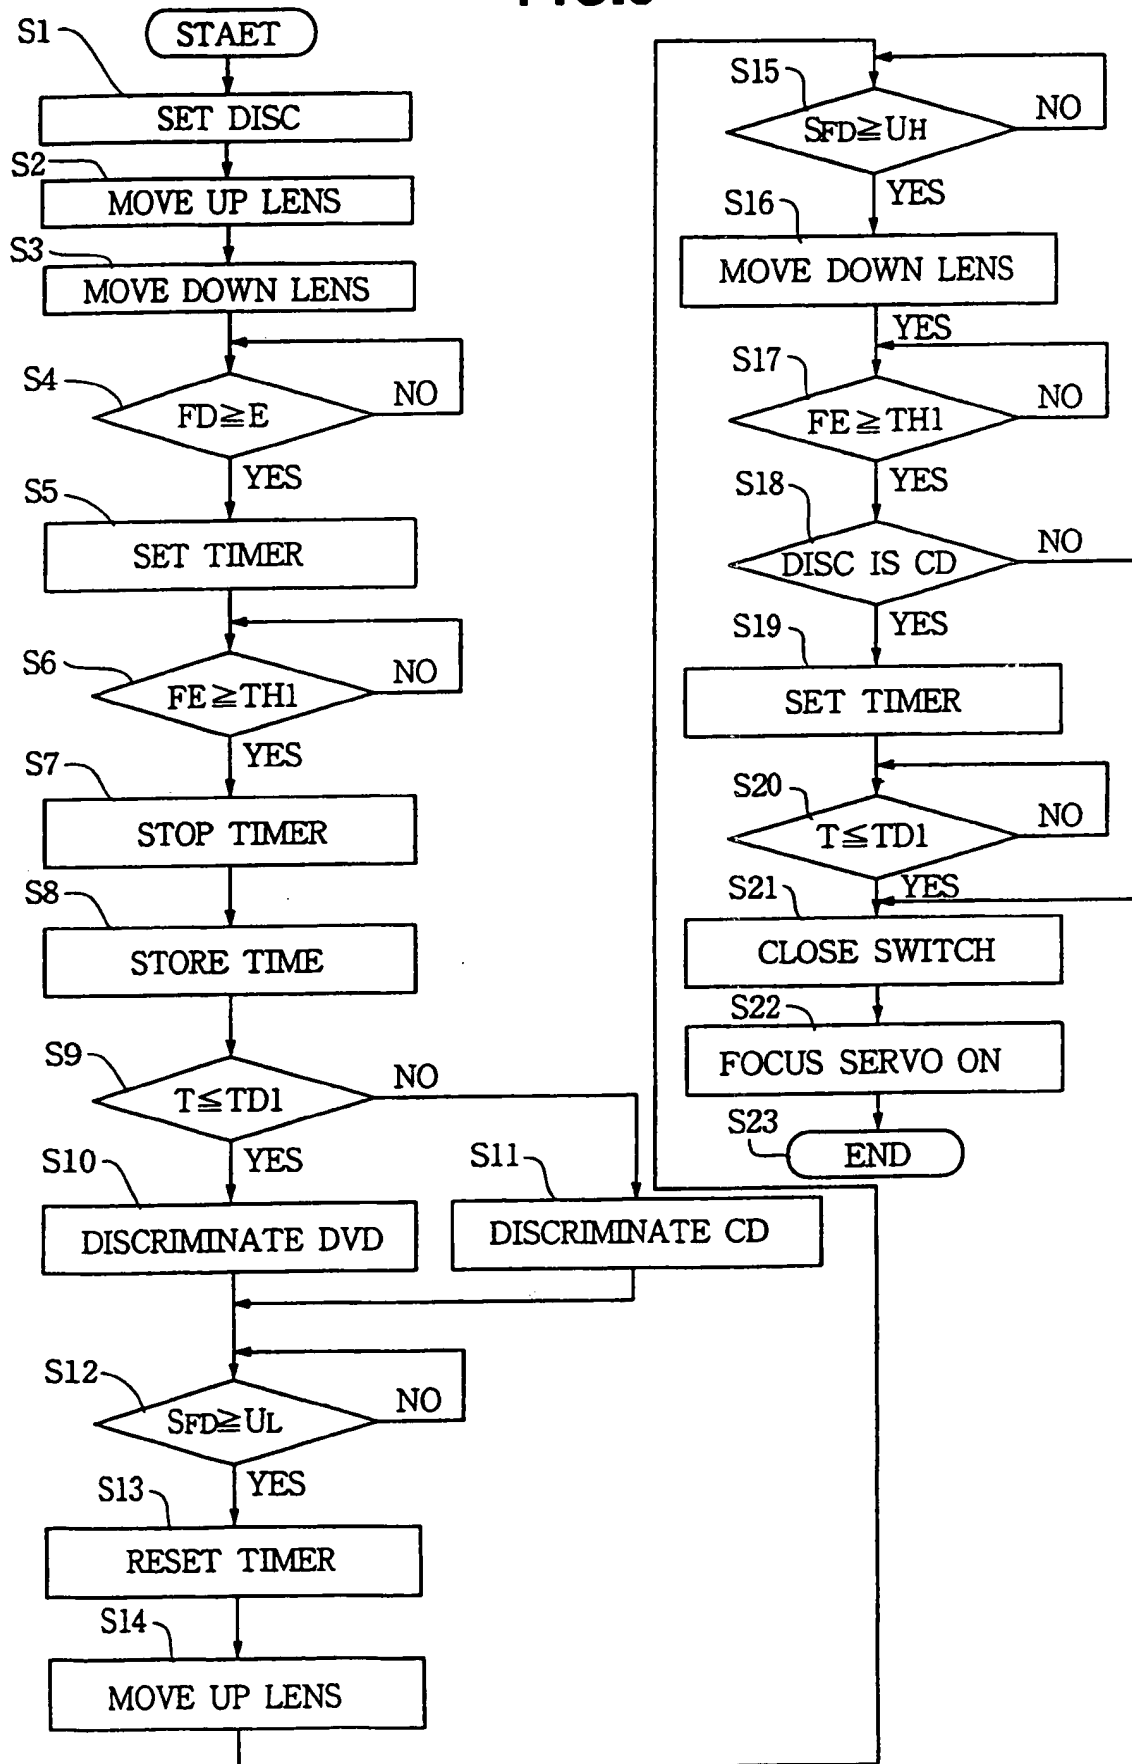 STAET
S1
SET DISC
S2
MOVE UP LENS
S3
MOVE DOWN LENS
S4
FD≧E
NO
YES
S5
SET TIMER
S6
FE≧TH1
NO
YES
S7
STOP TIMER
S8
STORE TIME
S9
T≦TD1
NO
YES
S10
DISCRIMINATE DVD
S11
DISCRIMINATE CD
S12
SFD≧UL
NO
YES
S13
RESET TIMER
S14
MOVE UP LENS
S15
SFD≧UH
NO
YES
S16
MOVE DOWN LENS
YES
S17
FE≧TH1
NO
YES
S18
DISC IS CD
NO
YES
S19
SET TIMER
S20
T≦TD1
NO
YES
S21
CLOSE SWITCH
S22
FOCUS SERVO ON
S23
END